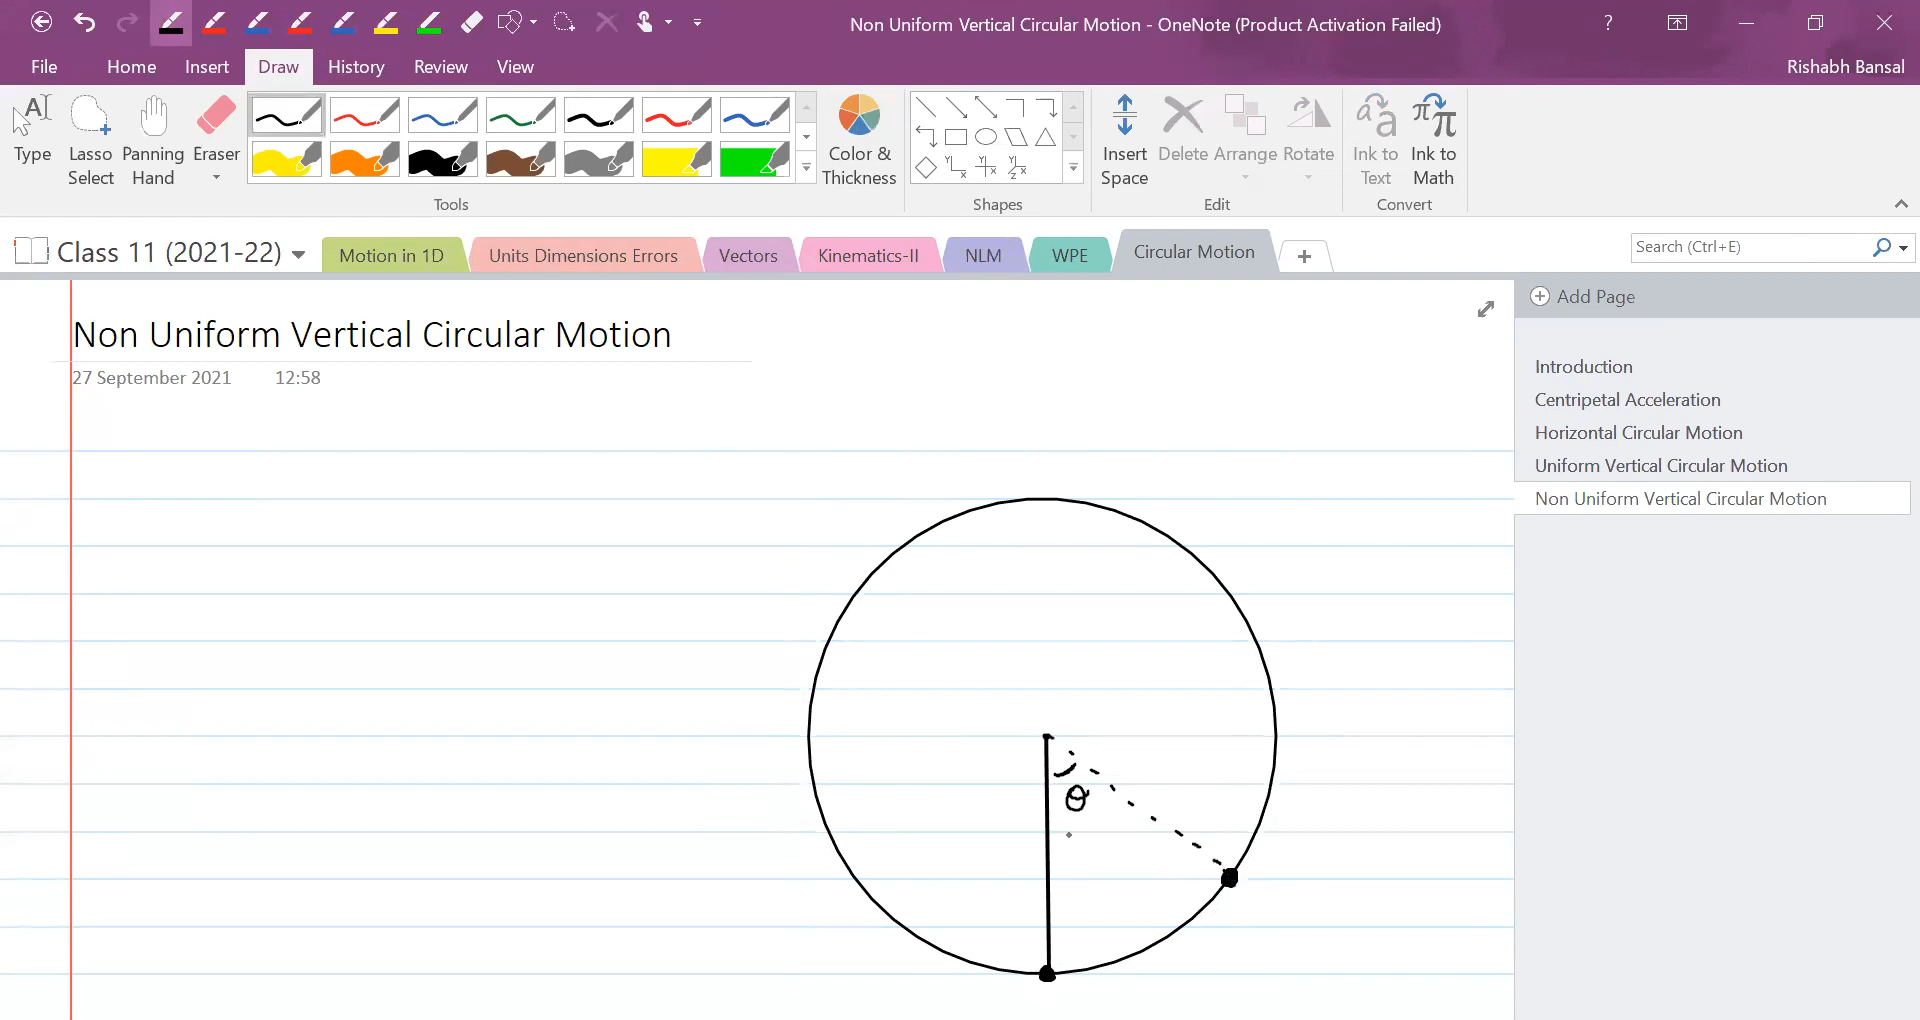 Non Uniform Vertical Circular Motion - OneNote (Product Activation Failed)
?
File Home Insert Draw History Review View
Rishabh Bansal
Type
Lasso Select
Panning Hand
Eraser
Color & Thickness
Insert Space
Delete
Arrange
Rotate
Ink to Text
Ink to Math
Tools
Shapes
Edit
Convert
Class 11 (2021-22)
Motion in 1D
Units Dimensions Errors
Vectors
Kinematics-II
NLM
WPE
Circular Motion
Search (Ctrl+E)
Add Page
Introduction
Centripetal Acceleration
Horizontal Circular Motion
Uniform Vertical Circular Motion
Non Uniform Vertical Circular Motion
Non Uniform Vertical Circular Motion
27 September 2021 12:58
θ